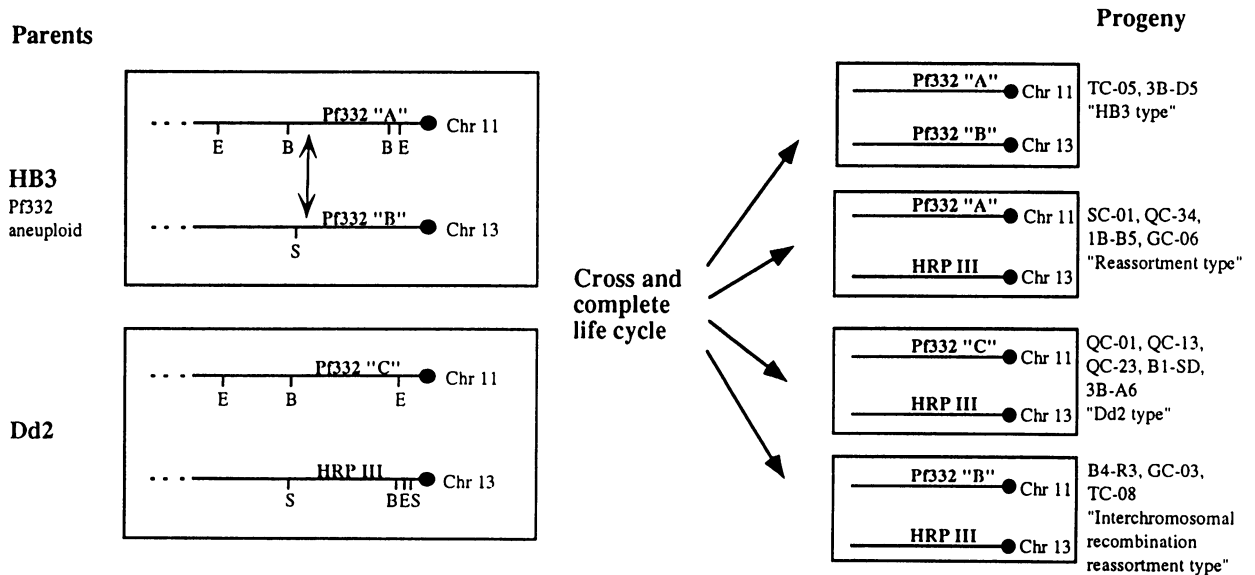 Parents
Progeny
HB3
Pf332
aneuploid
Pf332 "A"
Chr 11
E B B E
Pf332 "B"
Chr 13
S
Dd2
Pf332 "C"
Chr 11
E B E
HRP III
Chr 13
S BES
Cross and
complete
life cycle
Pf332 "A"
Chr 11
Pf332 "B"
Chr 13
TC-05, 3B-D5
"HB3 type"
Pf332 "A"
Chr 11
HRP III
Chr 13
SC-01, QC-34,
1B-B5, GC-06
"Reassortment type"
Pf332 "C"
Chr 11
HRP III
Chr 13
QC-01, QC-13,
QC-23, B1-SD,
3B-A6
"Dd2 type"
Pf332 "B"
Chr 11
HRP III
Chr 13
B4-R3, GC-03,
TC-08
"Interchromosomal
recombination
reassortment type"